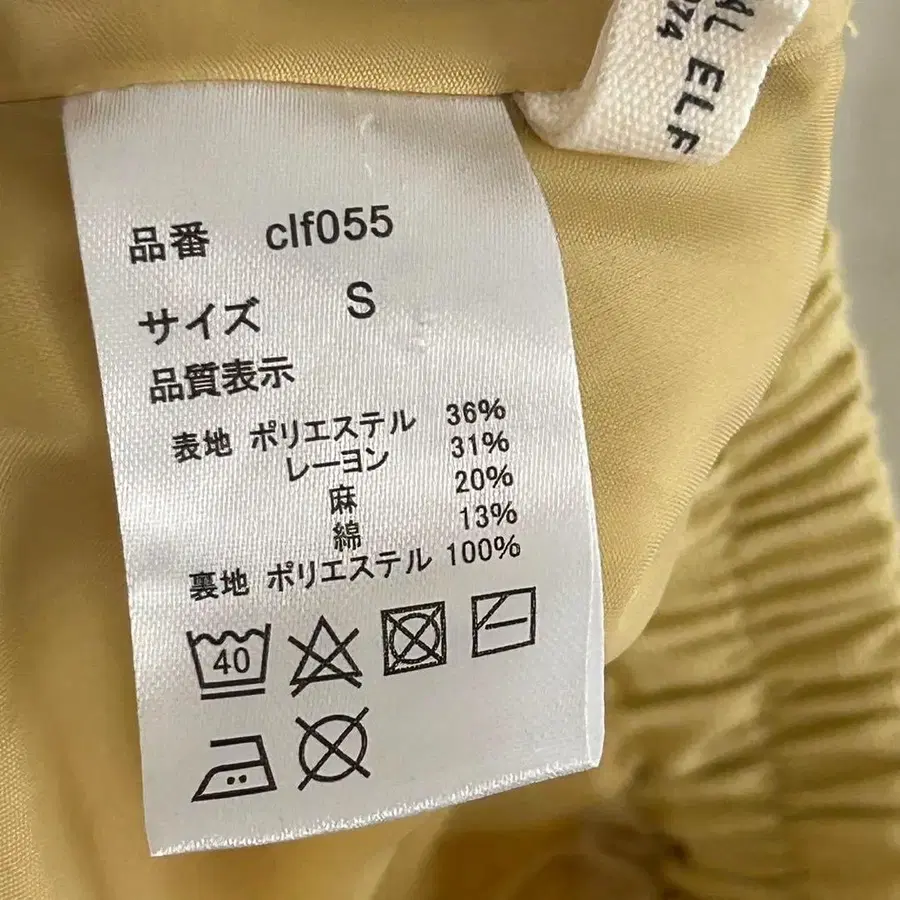 ELF
074
品番 clf055
サイズ S
品質表示
表地 ポリエステル 36%
レーヨン 31%
麻 20%
綿 13%
裏地 ポリエステル 100%
40